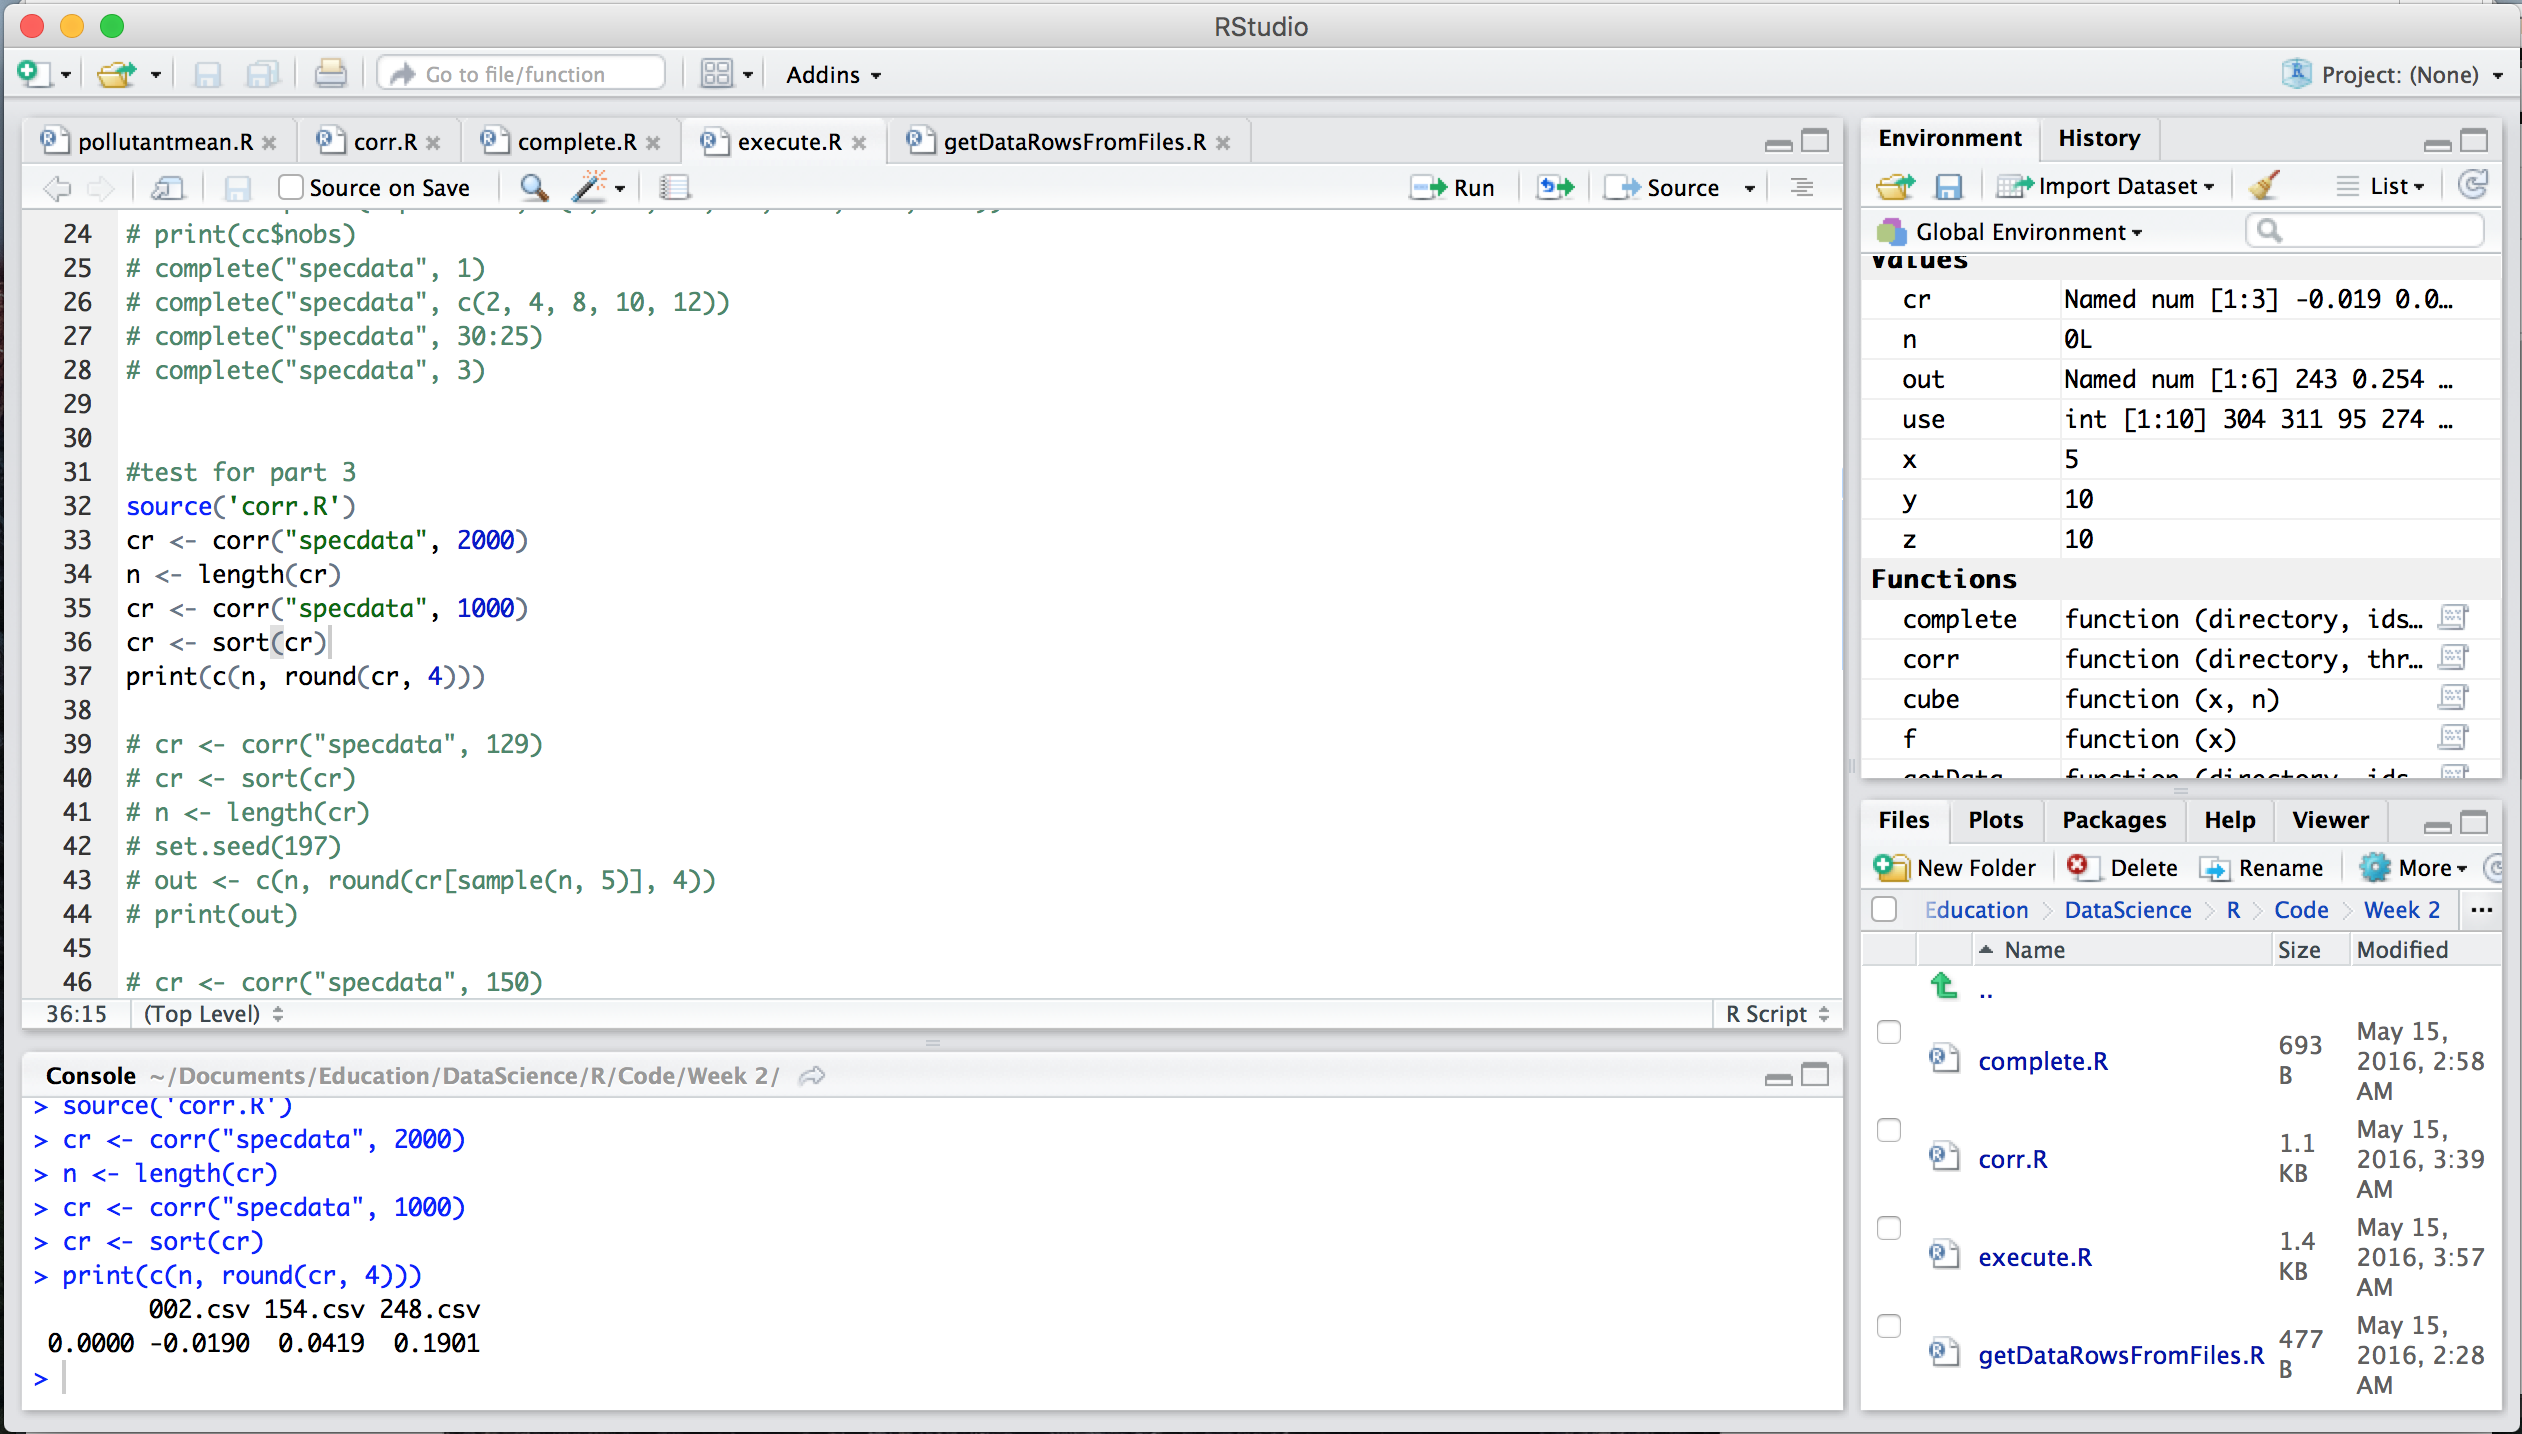 RStudio
Go to file/function
Addins
Project: (None)
pollutantmean.R
corr.R
complete.R
execute.R
getDataRowsFromFiles.R
Source on Save
Run
Source
24 # print(cc$nobs)
25 # complete("specdata", 1)
26 # complete("specdata", c(2, 4, 8, 10, 12))
27 # complete("specdata", 30:25)
28 # complete("specdata", 3)
29
30
31 #test for part 3
32 source('corr.R')
33 cr <- corr("specdata", 2000)
34 n <- length(cr)
35 cr <- corr("specdata", 1000)
36 cr <- sort(cr)
37 print(c(n, round(cr, 4)))
38
39 # cr <- corr("specdata", 129)
40 # cr <- sort(cr)
41 # n <- length(cr)
42 # set.seed(197)
43 # out <- c(n, round(cr[sample(n, 5)], 4))
44 # print(out)
45
46 # cr <- corr("specdata", 150)
36:15 (Top Level) R Script
Console ~/Documents/Education/DataScience/R/Code/Week 2/
> source('corr.R')
> cr <- corr("specdata", 2000)
> n <- length(cr)
> cr <- corr("specdata", 1000)
> cr <- sort(cr)
> print(c(n, round(cr, 4)))
002.csv 154.csv 248.csv
0.0000 -0.0190 0.0419 0.1901
>
Environment History
Import Dataset List
Global Environment
Values
cr Named num [1:3] -0.019 0.0…
n 0L
out Named num [1:6] 243 0.254 …
use int [1:10] 304 311 95 274 …
x 5
y 10
z 10
Functions
complete function (directory, ids…
corr function (directory, thr…
cube function (x, n)
f function (x)
getData function (directory, ids
Files Plots Packages Help Viewer
New Folder Delete Rename More
Education DataScience R Code Week 2 ...
Name Size Modified
..
complete.R 693 B May 15, 2016, 2:58 AM
corr.R 1.1 KB May 15, 2016, 3:39 AM
execute.R 1.4 KB May 15, 2016, 3:57 AM
getDataRowsFromFiles.R 477 B May 15, 2016, 2:28 AM